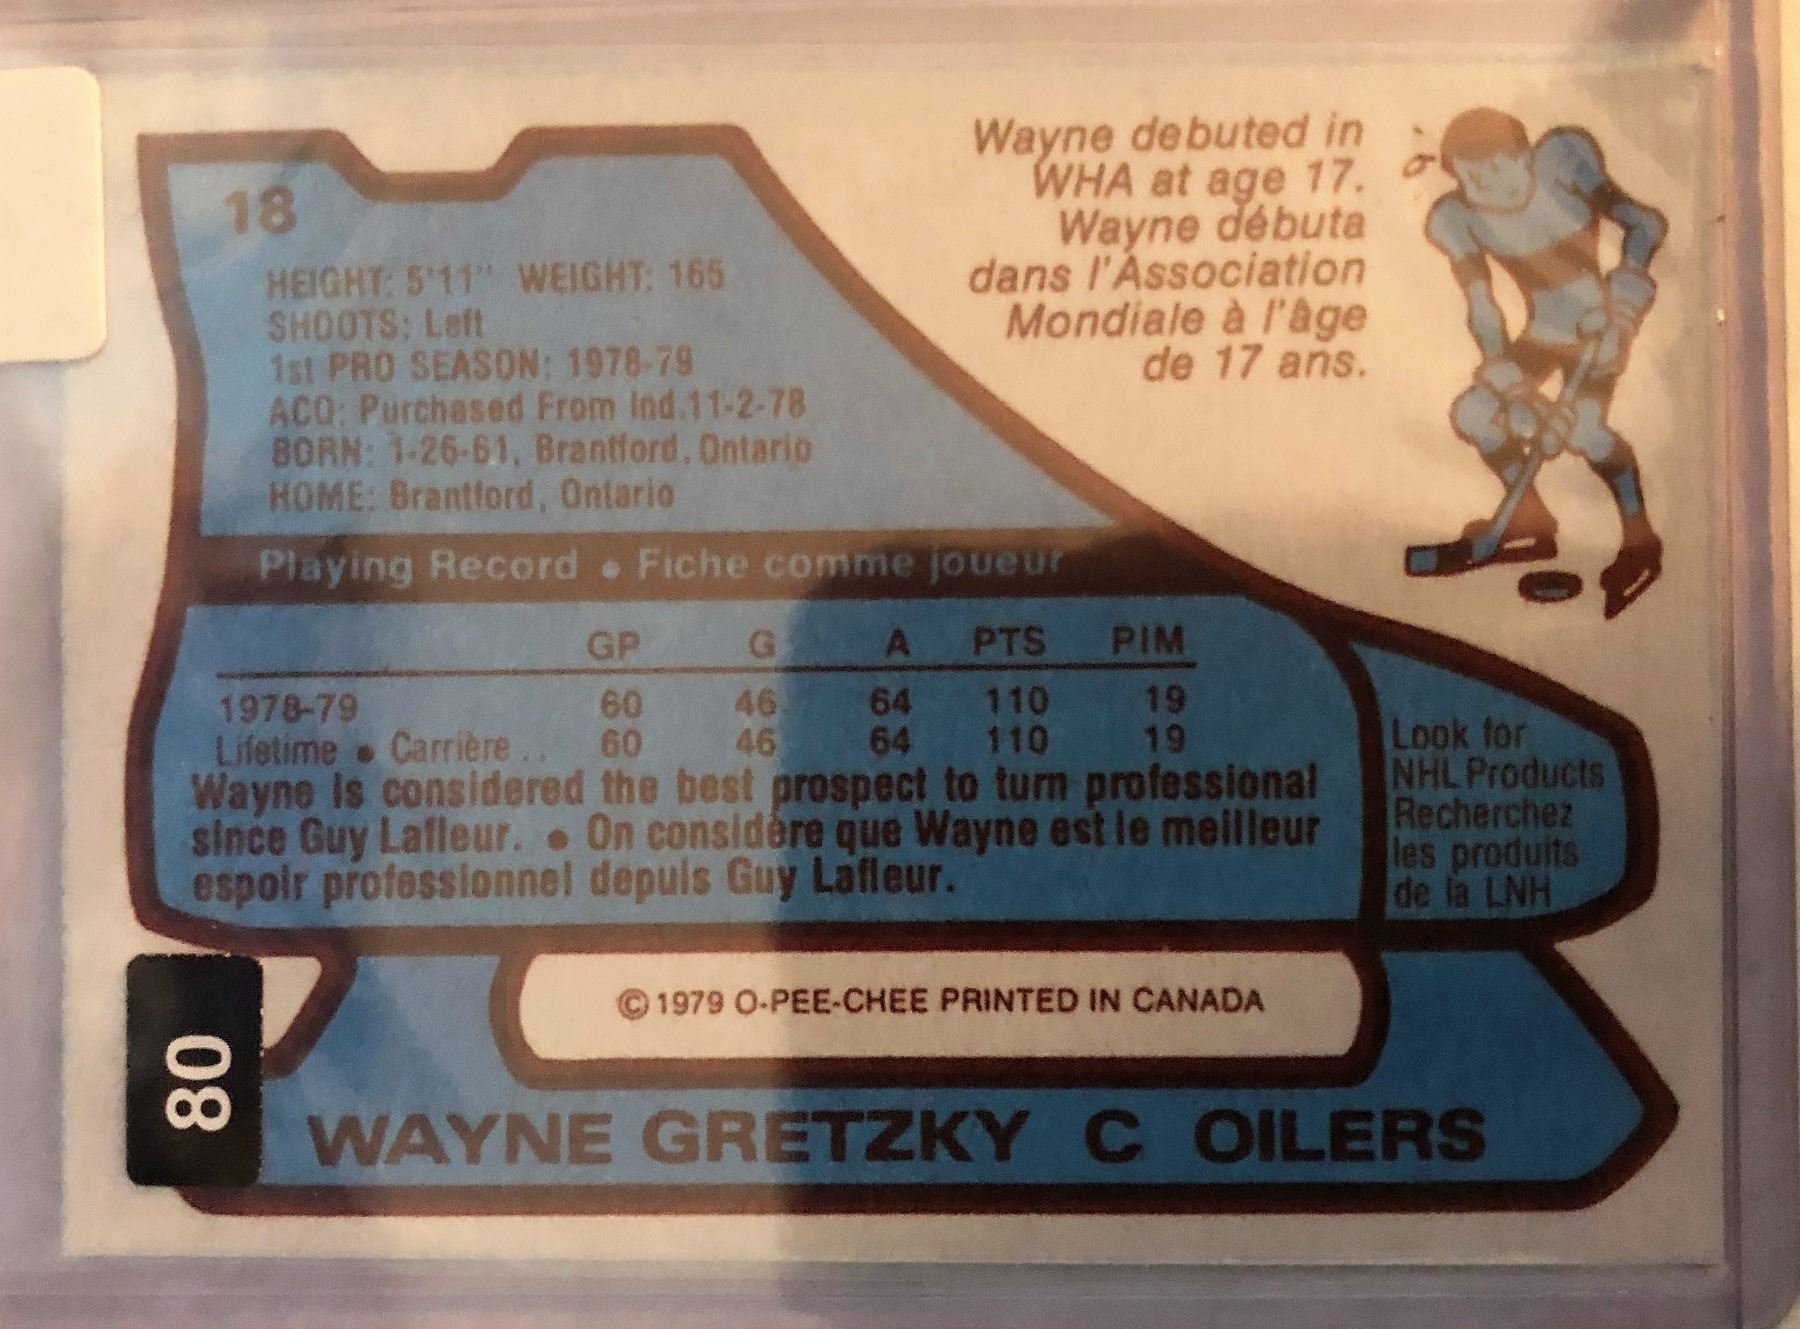 Wayne debuted in
WHA at age 17.
Wayne débuta
dans l'Association
Mondiale à l'âge
de 17 ans.
18
HEIGHT: 5'11" WEIGHT: 165
SHOOTS: Left
1st PRO SEASON: 1978-79
ACQ: Purchased From Ind.11-2-78
BORN: 1-26-61, Brantford, Ontario
HOME: Brantford, Ontario
Playing Record • Fiche comme joueur
GP G A PTS PIM
1978-79 60 46 64 110 19
Lifetime • Carrière .. 60 46 64 110 19
Wayne is considered the best prospect to turn professional
since Guy Lafleur. • On considère que Wayne est le meilleur
espoir professionnel depuis Guy Lafleur.
Look for
NHL Products
Recherchez
les produits
de la LNH
© 1979 O-PEE-CHEE PRINTED IN CANADA
80
WAYNE GRETZKY C OILERS